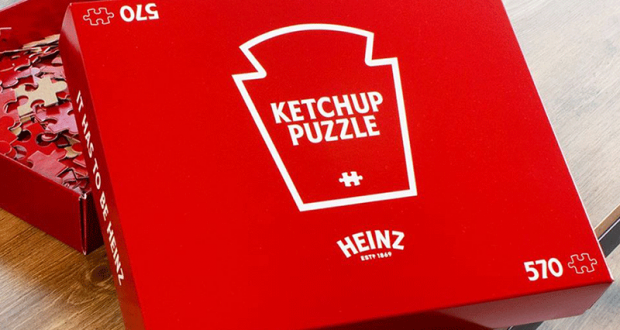 570
KETCHUP
PUZZLE
HEINZ
ESTD 1869
570
IT HAS TO BE HEINZ